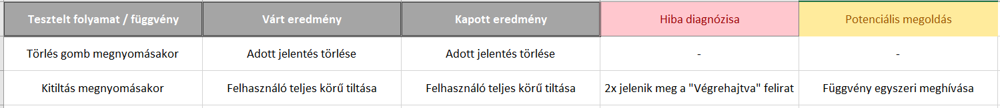 Tesztelt folyamat / függvény Várt eredmény Kapott eredmény Hiba diagnózisa Potenciális megoldás
Törlés gomb megnyomásakor Adott jelentés törlése Adott jelentés törlése - -
Kitiltás megnyomásakor Felhasználó teljes körű tiltása Felhasználó teljes körű tiltása 2x jelenik meg a "Végrehajtva" felirat Függvény egyszeri meghívása